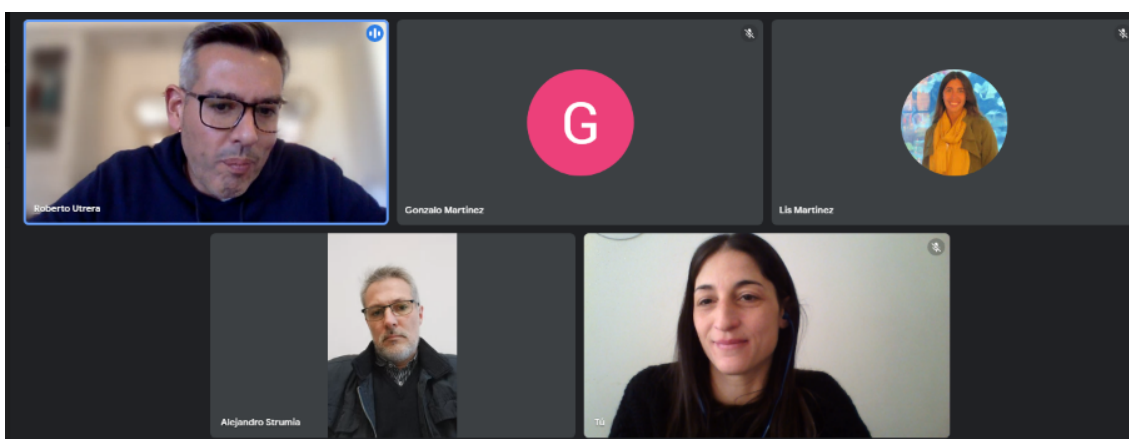 Roberto Utrera
G
Gonzalo Martinez
Lis Martinez
Alejandro Strumia
Tú